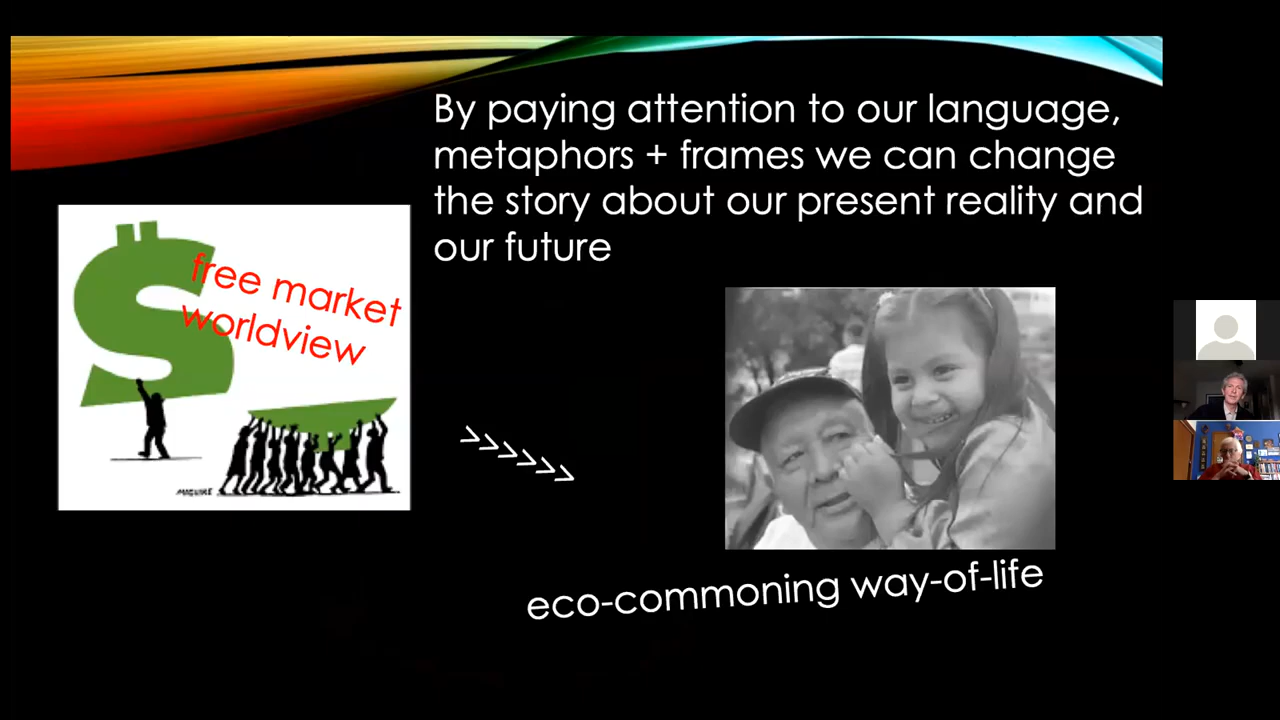 By paying attention to our language,
metaphors + frames we can change
the story about our present reality and
our future
free market
worldview
MAGUIRE
>>>>>>
eco-commoning way-of-life